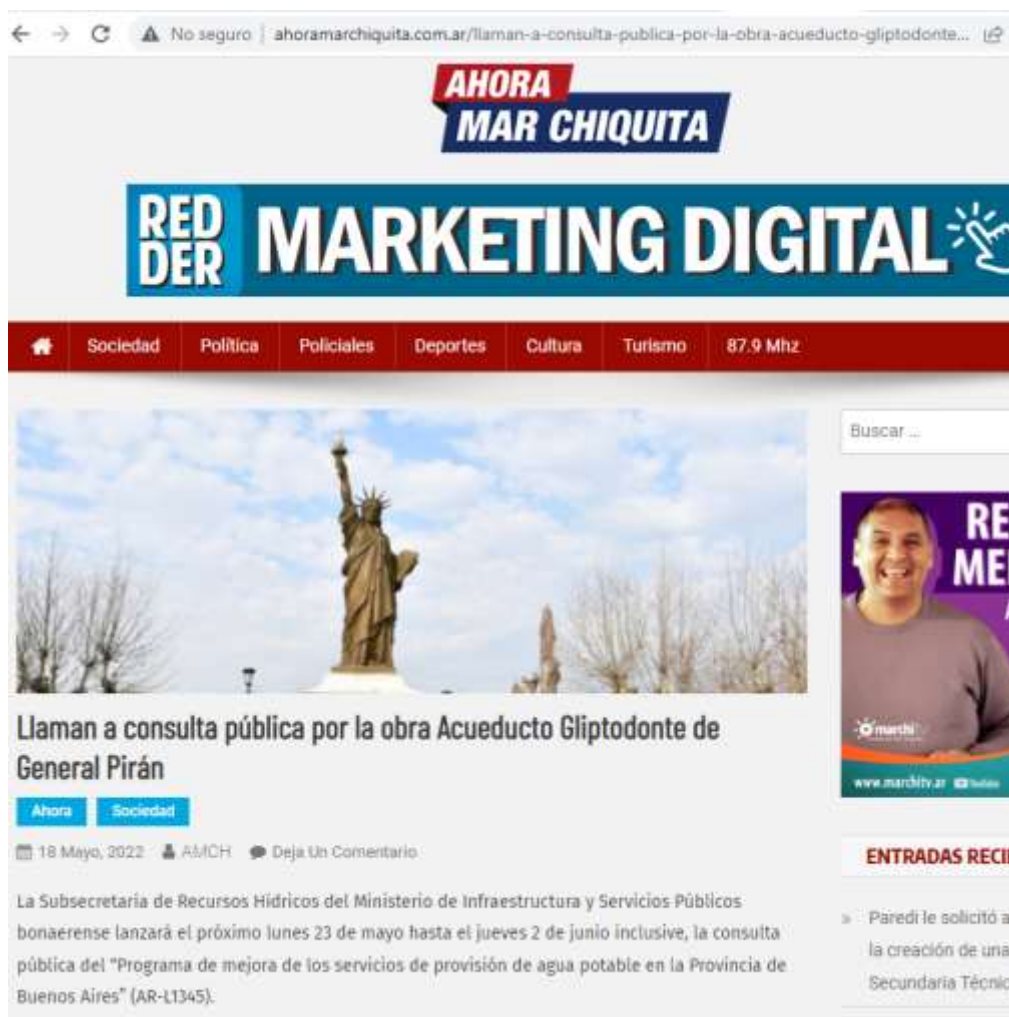 No seguro | ahoramarchiquita.com.ar/llaman-a-consulta-publica-por-la-obra-acueducto-gliptodonte...
AHORA
MAR CHIQUITA
RED
DER
MARKETING DIGITAL
Sociedad Política Policiales Deportes Cultura Turismo 87.9 Mhz
Buscar ...
RE
ME
marchi
www.marchitv.ar YouTube
Llaman a consulta pública por la obra Acueducto Gliptodonte de
General Pirán
Ahora Sociedad
18 Mayo, 2022 AMCH Deja Un Comentario
ENTRADAS RECI
La Subsecretaría de Recursos Hídricos del Ministerio de Infraestructura y Servicios Públicos
bonaerense lanzará el próximo lunes 23 de mayo hasta el jueves 2 de junio inclusive, la consulta
pública del "Programa de mejora de los servicios de provisión de agua potable en la Provincia de
Buenos Aires" (AR-L1345).
» Paredi le solicitó a
la creación de una
Secundaria Técnic